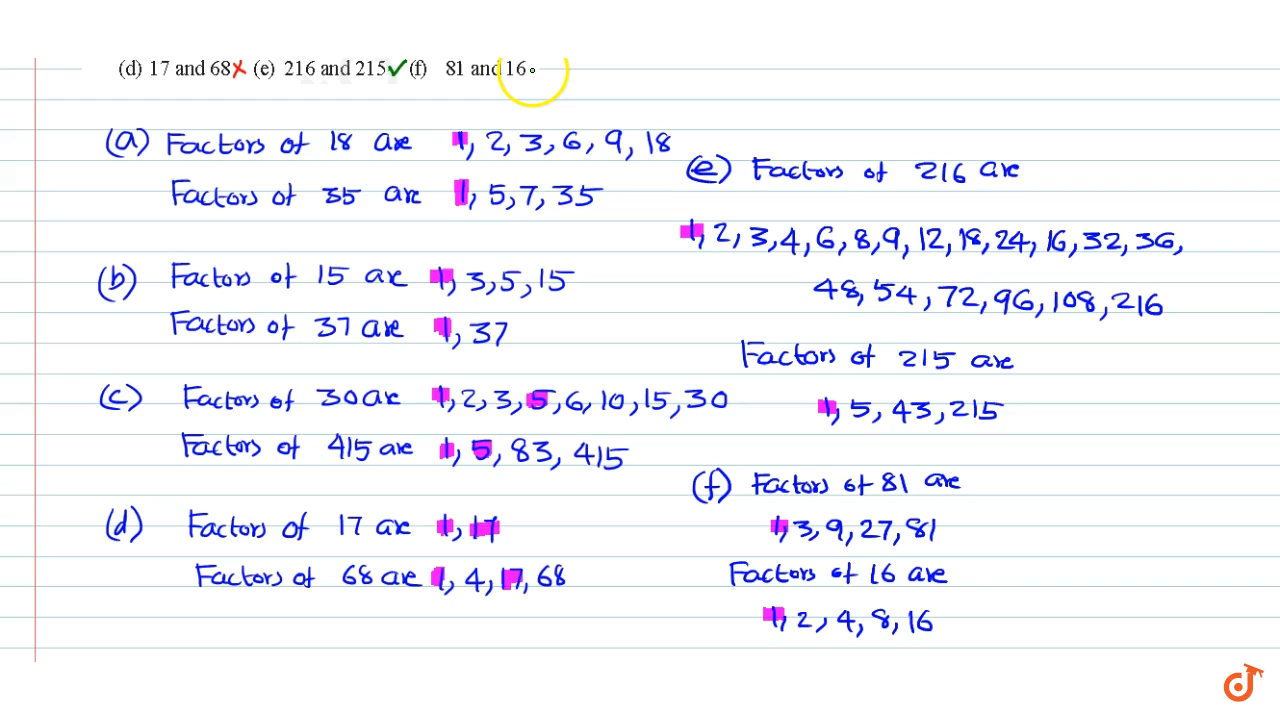 (d) 17 and 68✗ (e) 216 and 215✓ (f) 81 and 16
(a) Factors of 18 are 1, 2, 3, 6, 9, 18
Factors of 35 are 1, 5, 7, 35
(b) Factors of 15 are 1, 3, 5, 15
Factors of 37 are 1, 37
(c) Factors of 30 are 1, 2, 3, 5, 6, 10, 15, 30
Factors of 415 are 1, 5, 83, 415
(d) Factors of 17 are 1, 17
Factors of 68 are 1, 4, 17, 68
(e) Factors of 216 are
1, 2, 3, 4, 6, 8, 9, 12, 18, 24, 16, 32, 36,
48, 54, 72, 96, 108, 216
Factors of 215 are
1, 5, 43, 215
(f) Factors of 81 are
1, 3, 9, 27, 81
Factors of 16 are
1, 2, 4, 8, 16